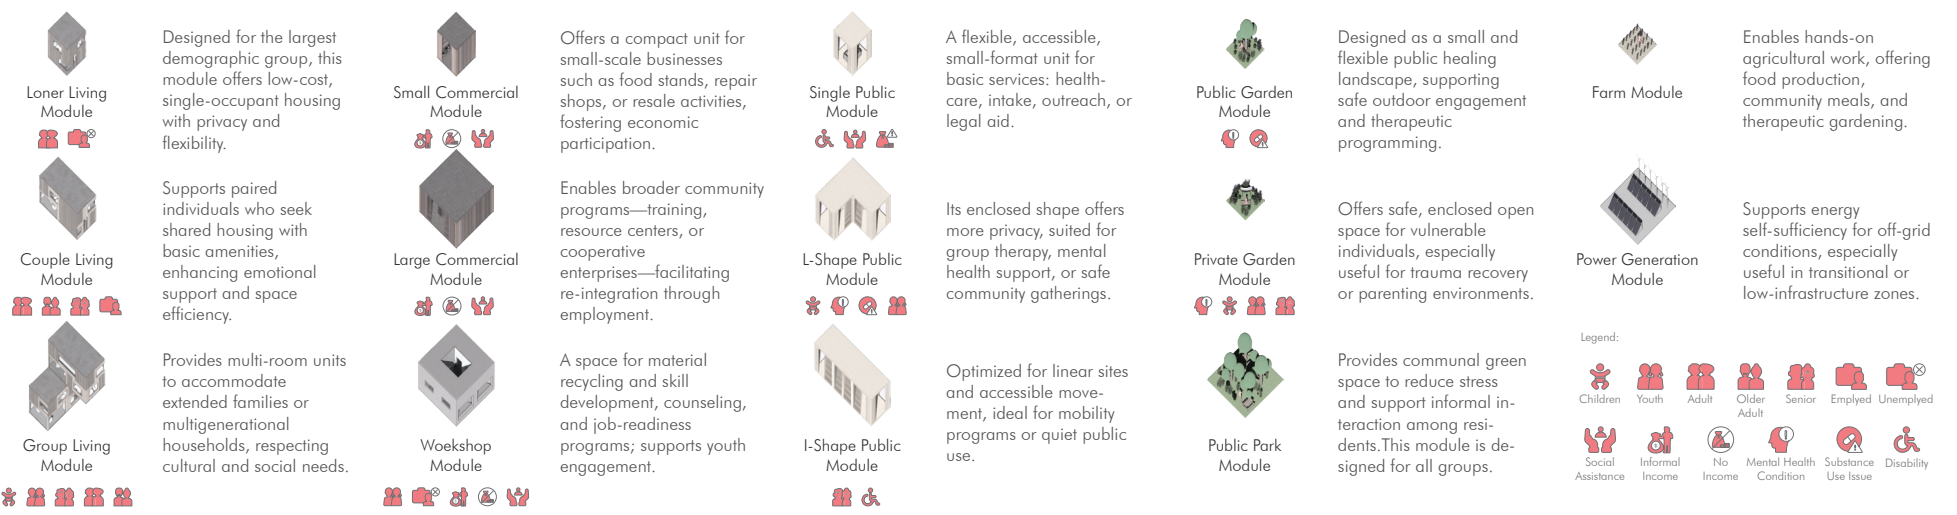 Loner Living
Module
Designed for the largest
demographic group, this
module offers low-cost,
single-occupant housing
with privacy and
flexibility.
Couple Living
Module
Supports paired
individuals who seek
shared housing with
basic amenities,
enhancing emotional
support and space
efficiency.
Group Living
Module
Provides multi-room units
to accommodate
extended families or
multigenerational
households, respecting
cultural and social needs.
Small Commercial
Module
Offers a compact unit for
small-scale businesses
such as food stands, repair
shops, or resale activities,
fostering economic
participation.
Large Commercial
Module
Enables broader community
programs—training,
resource centers, or
cooperative
enterprises—facilitating
re-integration through
employment.
Woekshop
Module
A space for material
recycling and skill
development, counseling,
and job-readiness
programs; supports youth
engagement.
Single Public
Module
A flexible, accessible,
small-format unit for
basic services: health-
care, intake, outreach, or
legal aid.
L-Shape Public
Module
Its enclosed shape offers
more privacy, suited for
group therapy, mental
health support, or safe
community gatherings.
I-Shape Public
Module
Optimized for linear sites
and accessible move-
ment, ideal for mobility
programs or quiet public
use.
Public Garden
Module
Designed as a small and
flexible public healing
landscape, supporting
safe outdoor engagement
and therapeutic
programming.
Private Garden
Module
Offers safe, enclosed open
space for vulnerable
individuals, especially
useful for trauma recovery
or parenting environments.
Public Park
Module
Provides communal green
space to reduce stress
and support informal in-
teraction among resi-
dents.This module is de-
signed for all groups.
Farm Module
Enables hands-on
agricultural work, offering
food production,
community meals, and
therapeutic gardening.
Power Generation
Module
Supports energy
self-sufficiency for off-grid
conditions, especially
useful in transitional or
low-infrastructure zones.
Legend:
Children
Youth
Adult
Older
Adult
Senior
Emplyed
Unemplyed
Social
Assistance
Informal
Income
No
Income
Mental Health
Condition
Substance
Use Issue
Disability